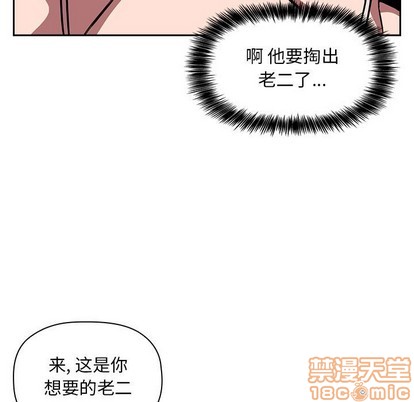 啊 他要掏出
老二了...
来, 这是你
想要的老二
禁漫天堂
18comic